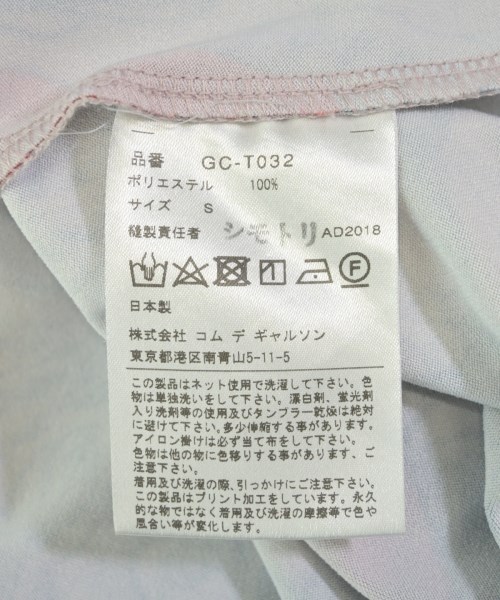 品番 GC-T032
ポリエステル 100%
サイズ S
縫製責任者 シモトリ AD2018
日本製
株式会社 コム デ ギャルソン
東京都港区南青山5-11-5
この製品はネット使用で洗濯して下さい。色
物は単独洗いをして下さい。漂白剤、蛍光剤
入り洗剤等の使用及びタンブラー乾燥は絶対
に避けて下さい。多少伸縮する事があります。
アイロン掛けは必ず当て布をして下さい。
色物は他の物に色移りする事があります、ご
注意下さい。
着用及び洗濯の際、引っかけにご注意下さい。
この製品はプリント加工をしています。永久
的な物ではなく着用及び洗濯の摩擦等で色や
風合い等が変化します。